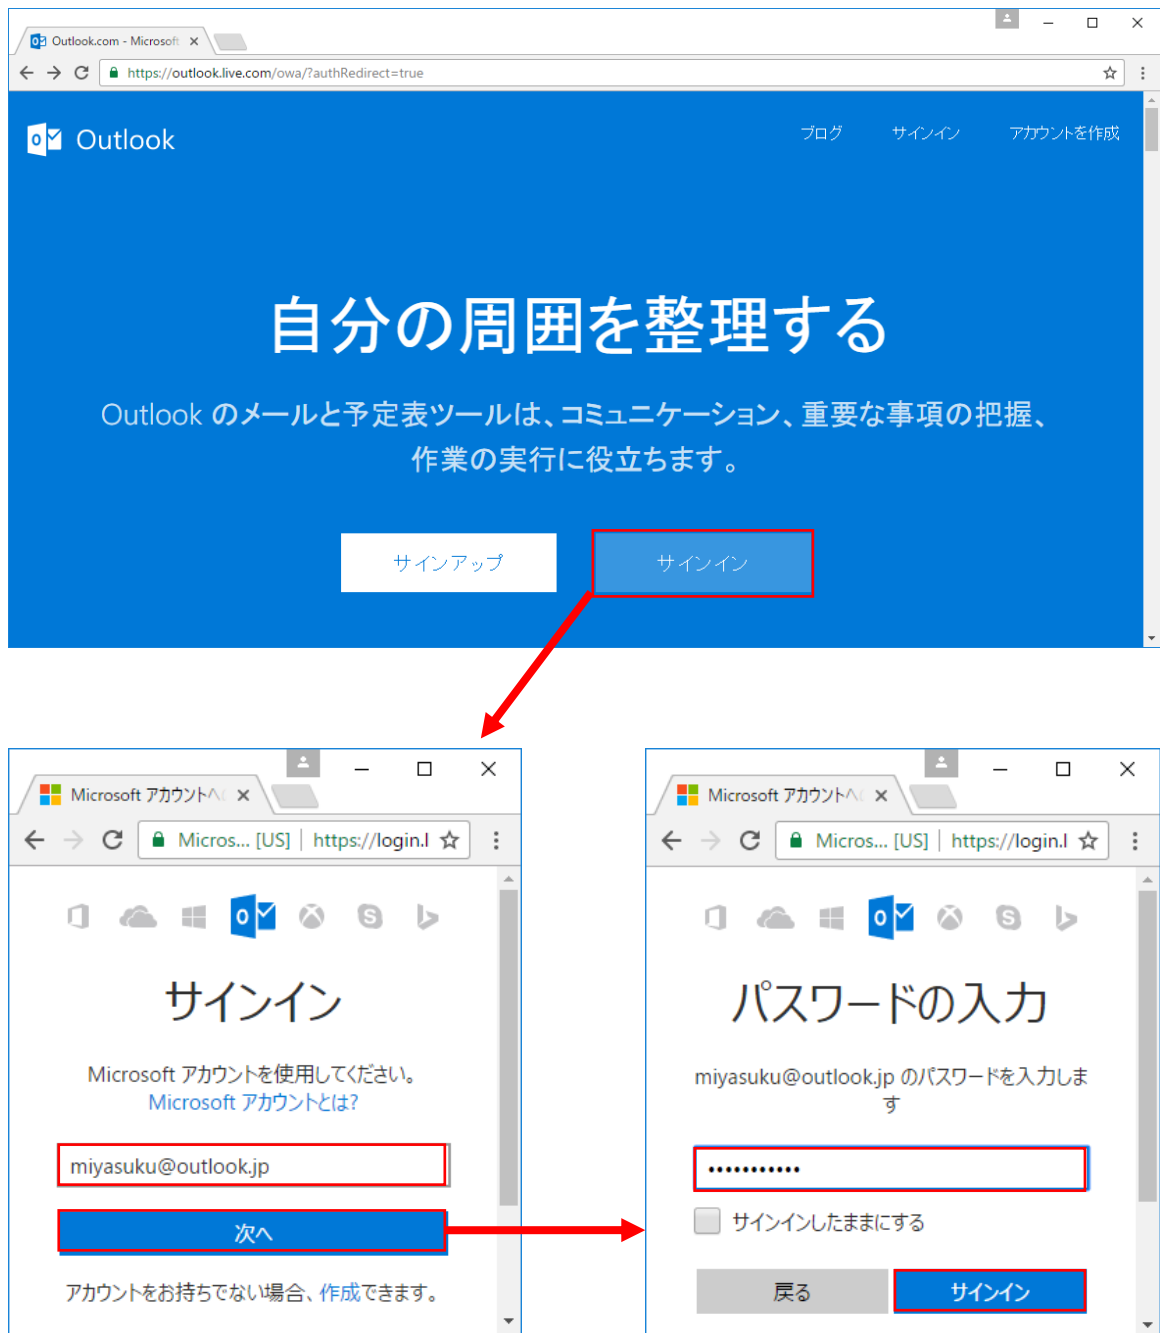 Outlook.com - Microsoft
https://outlook.live.com/owa/?authRedirect=true
Outlook
ブログ サインイン アカウントを作成
自分の周囲を整理する
Outlook のメールと予定表ツールは、コミュニケーション、重要な事項の把握、
作業の実行に役立ちます。
サインアップ サインイン
Microsoft アカウントへ
Micros... [US] https://login.l
サインイン
Microsoft アカウントを使用してください。
Microsoft アカウントとは?
miyasuku@outlook.jp
次へ
アカウントをお持ちでない場合、作成できます。
Microsoft アカウントへ
Micros... [US] https://login.l
パスワードの入力
miyasuku@outlook.jp のパスワードを入力しま
す
•••••••••••
サインインしたままにする
戻る サインイン